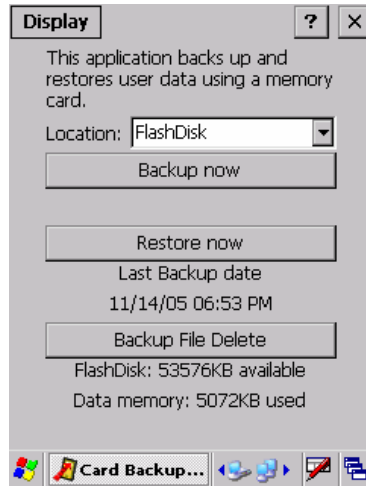 Display ? ×
This application backs up and
restores user data using a memory
card.
Location: FlashDisk
Backup now
Restore now
Last Backup date
11/14/05 06:53 PM
Backup File Delete
FlashDisk: 53576KB available
Data memory: 5072KB used
Card Backup...